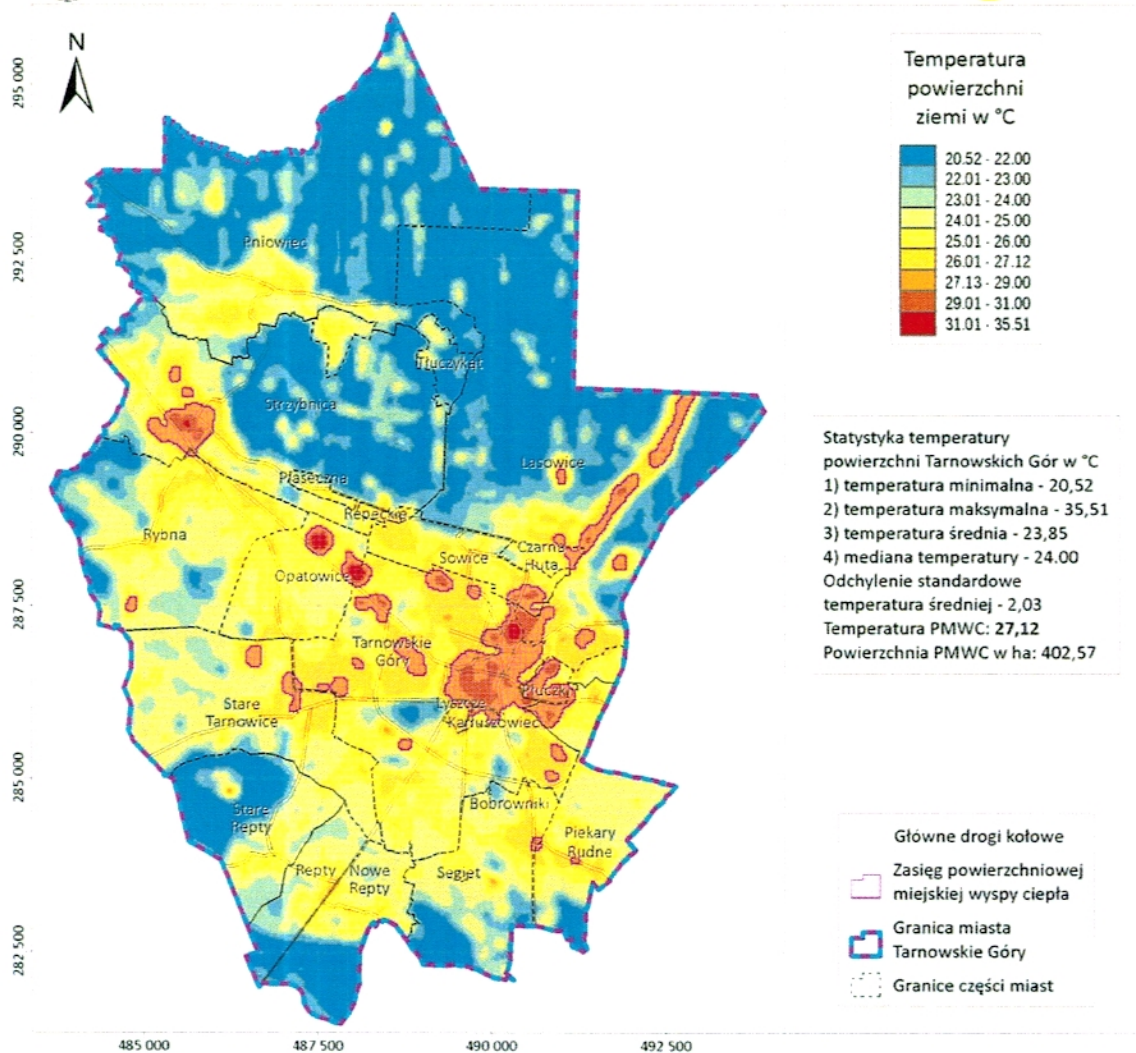 N
295 000
292 500
290 000
287 500
285 000
282 500
485 000
487 500
490 000
492 500
Pniowiec
Tłuczykąt
Strzybnica
Lasowice
Piaseczna
Repeckie
Rybna
Sowice
Czarna
Huta
Opatowice
Tarnowskie
Góry
Łyszcze
Kaniuszowiec
Stare
Tarnowice
Stare
Repty
Bobrowniki
Piekary
Rudne
Repty
Nowe
Repty
Segiet
Temperatura
powierzchni
ziemi w °C
20.52 - 22.00
22.01 - 23.00
23.01 - 24.00
24.01 - 25.00
25.01 - 26.00
26.01 - 27.12
27.13 - 29.00
29.01 - 31.00
31.01 - 35.51
Statystyka temperatury
powierzchni Tarnowskich Gór w °C
1) temperatura minimalna - 20,52
2) temperatura maksymalna - 35,51
3) temperatura średnia - 23,85
4) mediana temperatury - 24.00
Odchylenie standardowe
temperatura średniej - 2,03
Temperatura PMWC: 27,12
Powierzchnia PMWC w ha: 402,57
Główne drogi kołowe
Zasięg powierzchniowej
miejskiej wyspy ciepła
Granica miasta
Tarnowskie Góry
Granice części miast